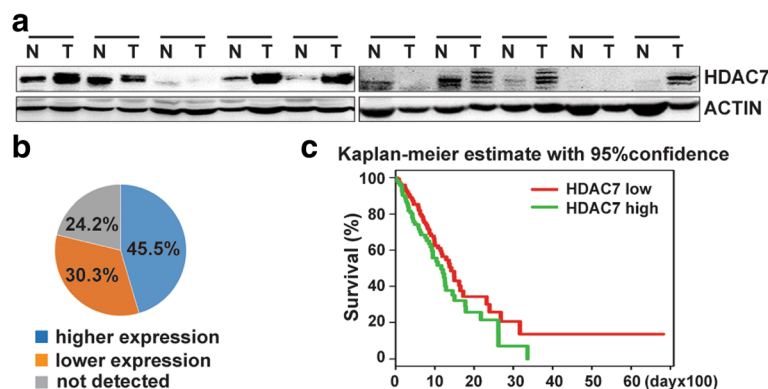 a
N T N T N T N T N T N T N T N T N T N T
HDAC7
ACTIN
b
24.2%
45.5%
30.3%
higher expression
lower expression
not detected
c
Kaplan-meier estimate with 95%confidence
HDAC7 low
HDAC7 high
Survival (%)
100
80
60
40
20
0
0 10 20 30 40 50 60 (dayx100)